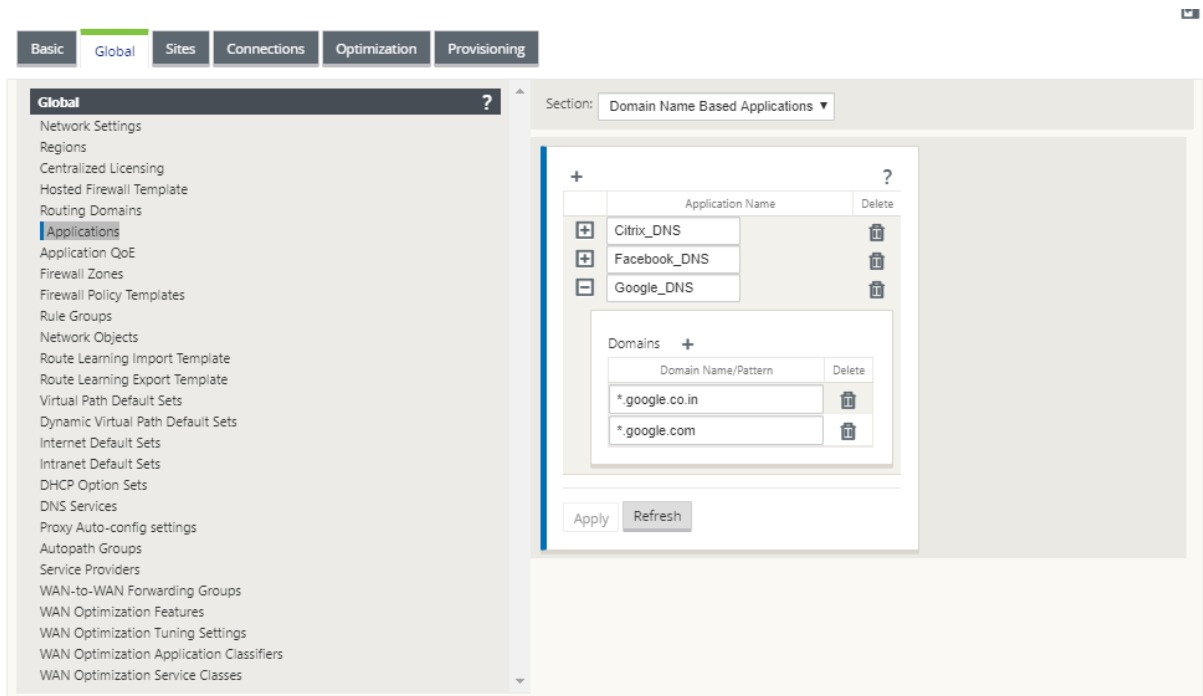 Basic Global Sites Connections Optimization Provisioning
Global ?
Network Settings
Regions
Centralized Licensing
Hosted Firewall Template
Routing Domains
Applications
Application QoE
Firewall Zones
Firewall Policy Templates
Rule Groups
Network Objects
Route Learning Import Template
Route Learning Export Template
Virtual Path Default Sets
Dynamic Virtual Path Default Sets
Internet Default Sets
Intranet Default Sets
DHCP Option Sets
DNS Services
Proxy Auto-config settings
Autopath Groups
Service Providers
WAN-to-WAN Forwarding Groups
WAN Optimization Features
WAN Optimization Tuning Settings
WAN Optimization Application Classifiers
WAN Optimization Service Classes
Section: Domain Name Based Applications
+ ?
Application Name Delete
Citrix_DNS
Facebook_DNS
Google_DNS
Domains +
Domain Name/Pattern Delete
*.google.co.in
*.google.com
Apply Refresh